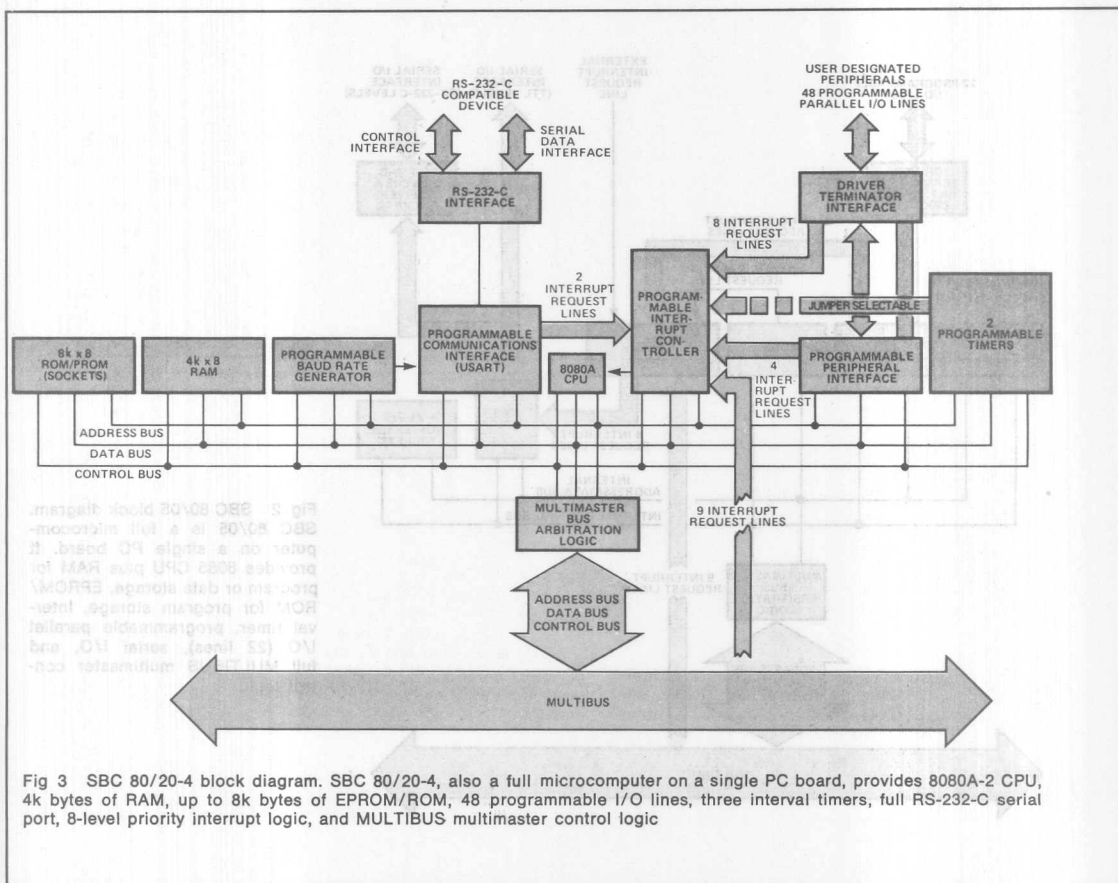 RS-232-C
COMPATIBLE
DEVICE
CONTROL
INTERFACE
SERIAL
DATA
INTERFACE
USER DESIGNATED
PERIPHERALS
48 PROGRAMMABLE
PARALLEL I/O LINES
RS-232-C
INTERFACE
DRIVER
TERMINATOR
INTERFACE
8 INTERRUPT
REQUEST
LINES
2
INTERRUPT
REQUEST
LINES
PROGRAM-
MABLE
INTER-
RUPT
CON-
TROLLER
JUMPER SELECTABLE
2
PROGRAMMABLE
TIMERS
8k x 8
ROM/PROM
(SOCKETS)
4k x 8
RAM
PROGRAMMABLE
BAUD RATE
GENERATOR
PROGRAMMABLE
COMMUNICATIONS
INTERFACE
(USART)
8080A
CPU
PROGRAMMABLE
PERIPHERAL
INTERFACE
4
INTER-
RUPT
REQUEST
LINES
ADDRESS BUS
DATA BUS
CONTROL BUS
MULTIMASTER
BUS
ARBITRATION
LOGIC
9 INTERRUPT
REQUEST LINES
ADDRESS BUS
DATA BUS
CONTROL BUS
MULTIBUS
Fig 3 SBC 80/20-4 block diagram. SBC 80/20-4, also a full microcomputer on a single PC board, provides 8080A-2 CPU,
4k bytes of RAM, up to 8k bytes of EPROM/ROM, 48 programmable I/O lines, three interval timers, full RS-232-C serial
port, 8-level priority interrupt logic, and MULTIBUS multimaster control logic